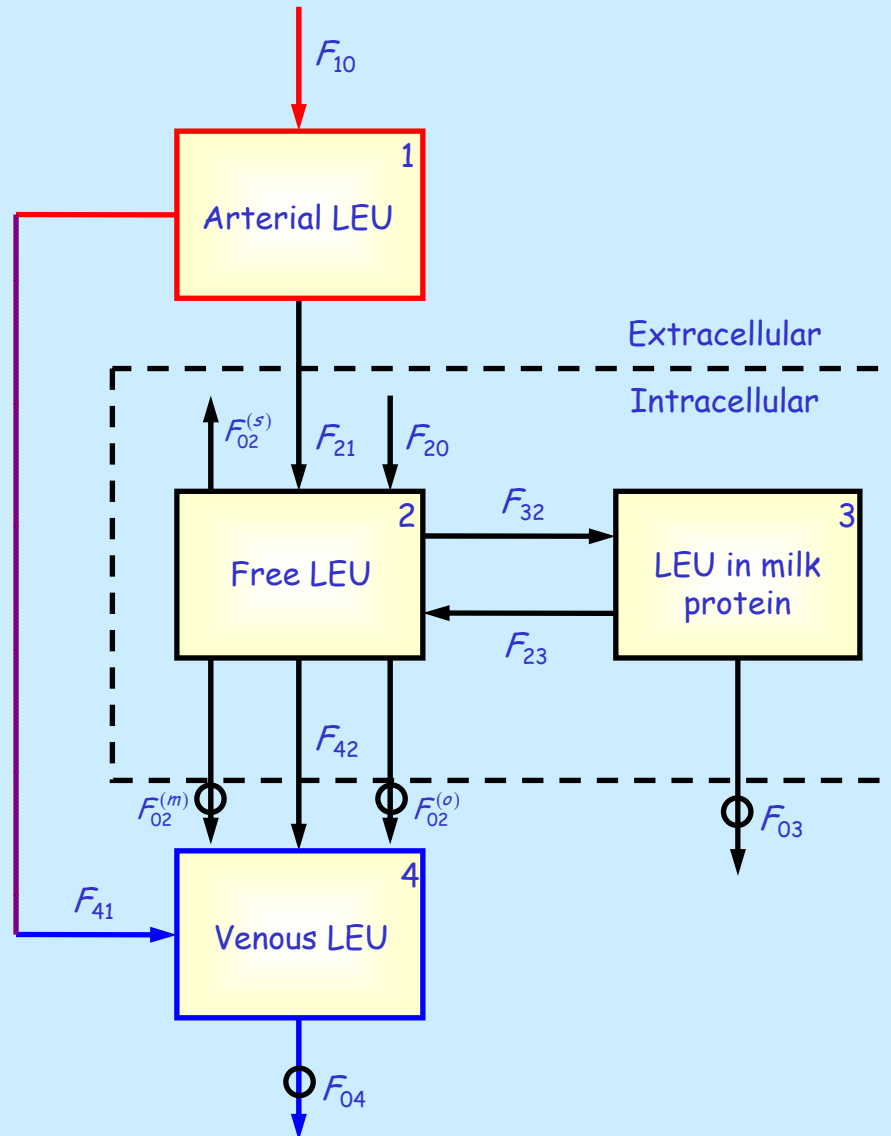 F₁₀
1
Arterial LEU
Extracellular
Intracellular
F₀₂⁽ˢ⁾
F₂₁
F₂₀
2
Free LEU
F₃₂
3
LEU in milk
protein
F₂₃
F₄₂
F₀₂⁽ᵐ⁾
F₀₂⁽ᵒ⁾
F₀₃
4
F₄₁
Venous LEU
F₀₄